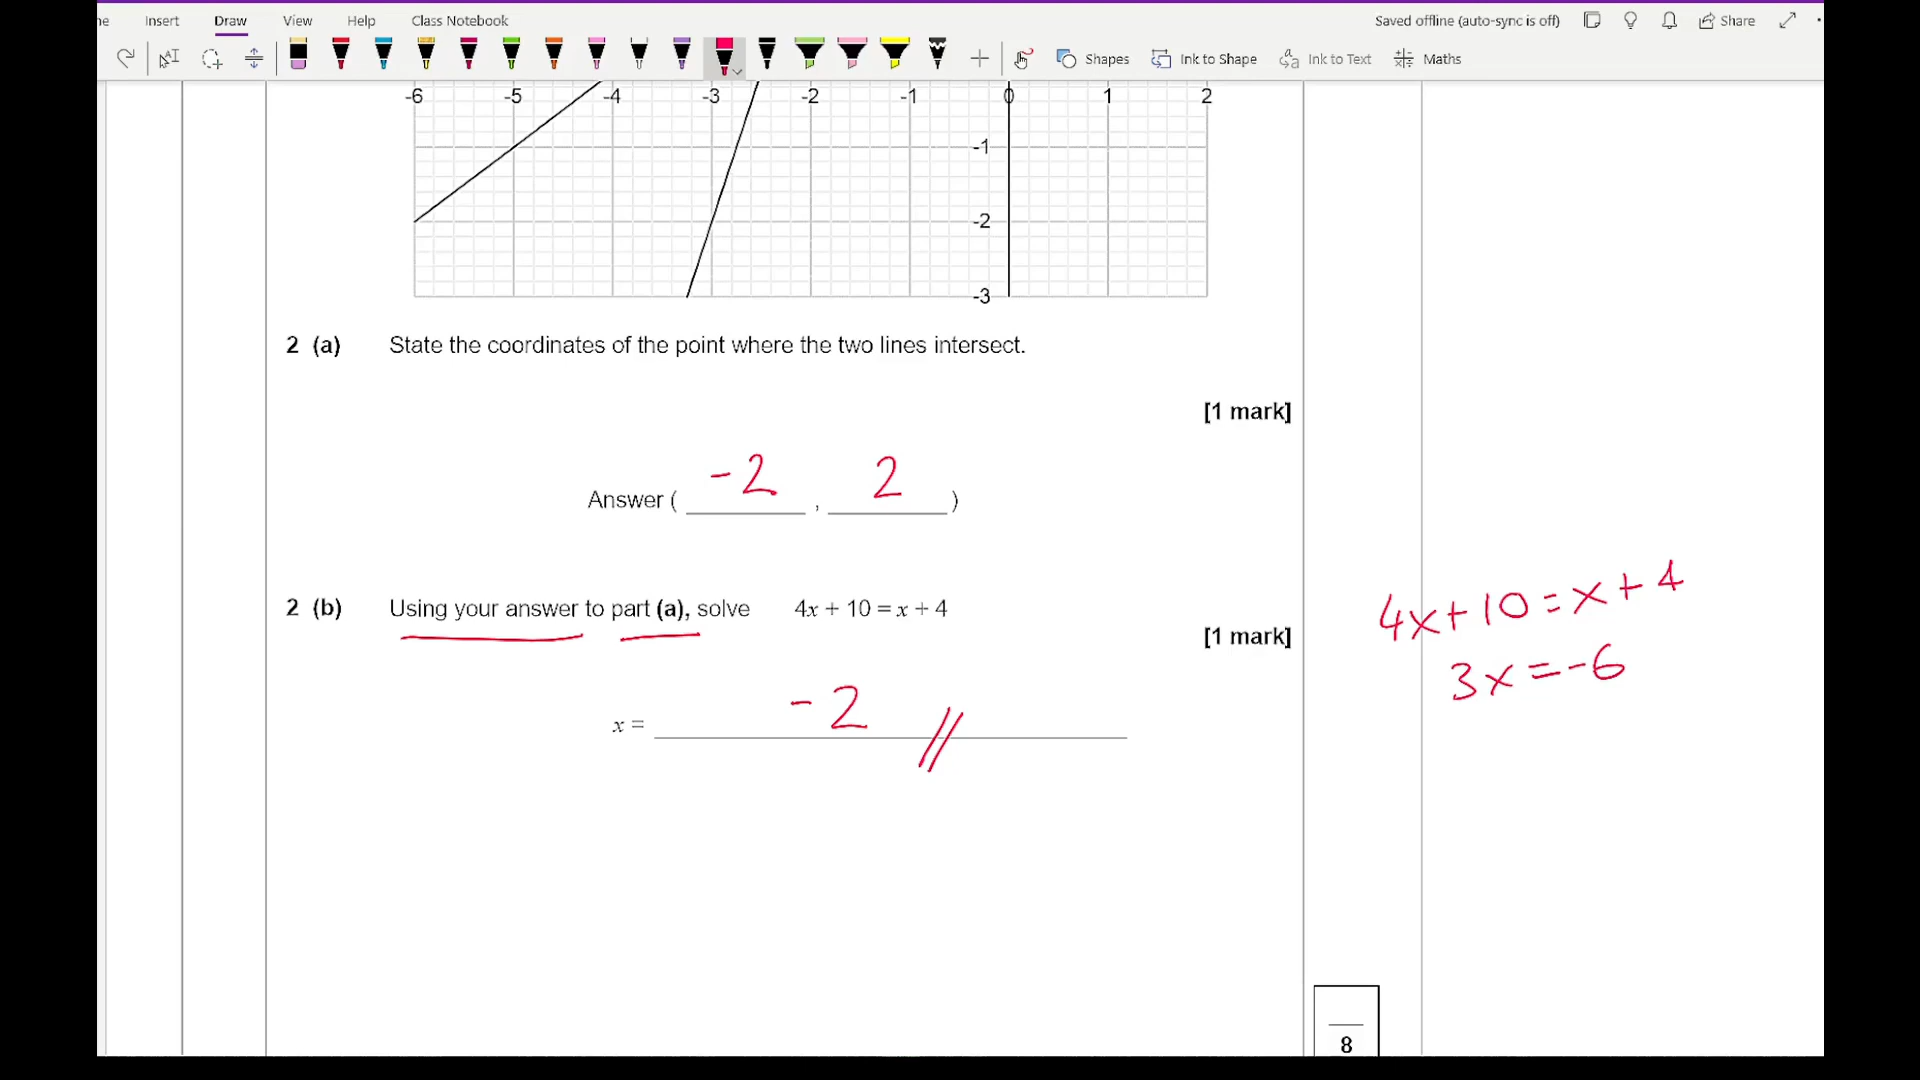 Insert Draw View Help Class Notebook Saved offline (auto-sync is off) Share
Shapes Ink to Shape Ink to Text Maths
-6 -5 -4 -3 -2 -1 0 1 2
-1
-2
-3
2 (a) State the coordinates of the point where the two lines intersect.
[1 mark]
Answer ( -2 , 2 )
2 (b) Using your answer to part (a), solve 4x + 10 = x + 4
[1 mark]
x = -2
4x+10=x+4
3x=-6
8